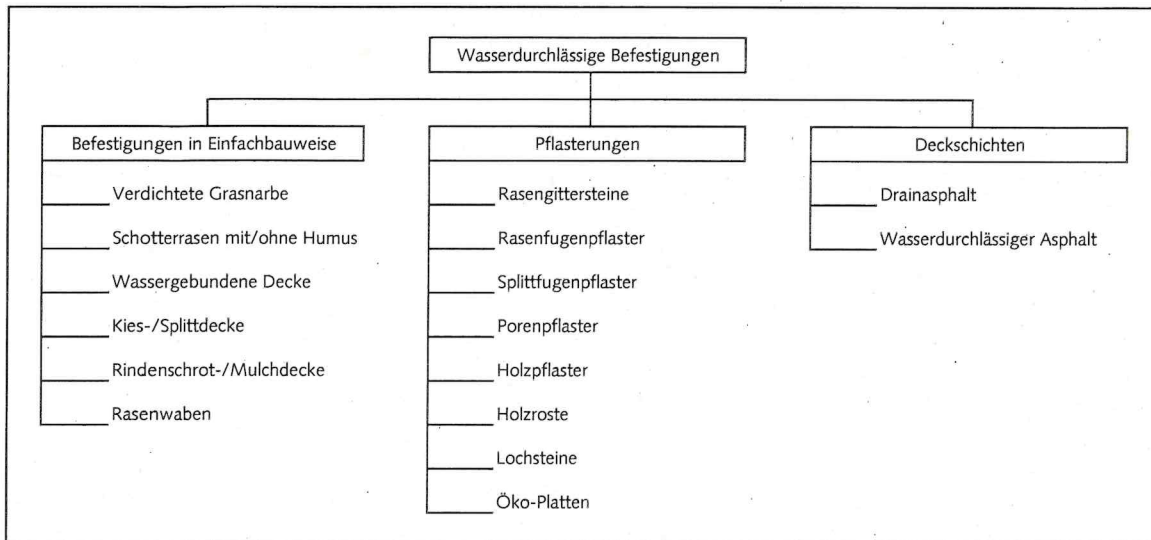 Wasserdurchlässige Befestigungen
Befestigungen in Einfachbauweise
Verdichtete Grasnarbe
Schotterrasen mit/ohne Humus
Wassergebundene Decke
Kies-/Splittdecke
Rindenschrot-/Mulchdecke
Rasenwaben
Pflasterungen
Rasengittersteine
Rasenfugenpflaster
Splittfugenpflaster
Porenpflaster
Holzpflaster
Holzroste
Lochsteine
Öko-Platten
Deckschichten
Drainasphalt
Wasserdurchlässiger Asphalt